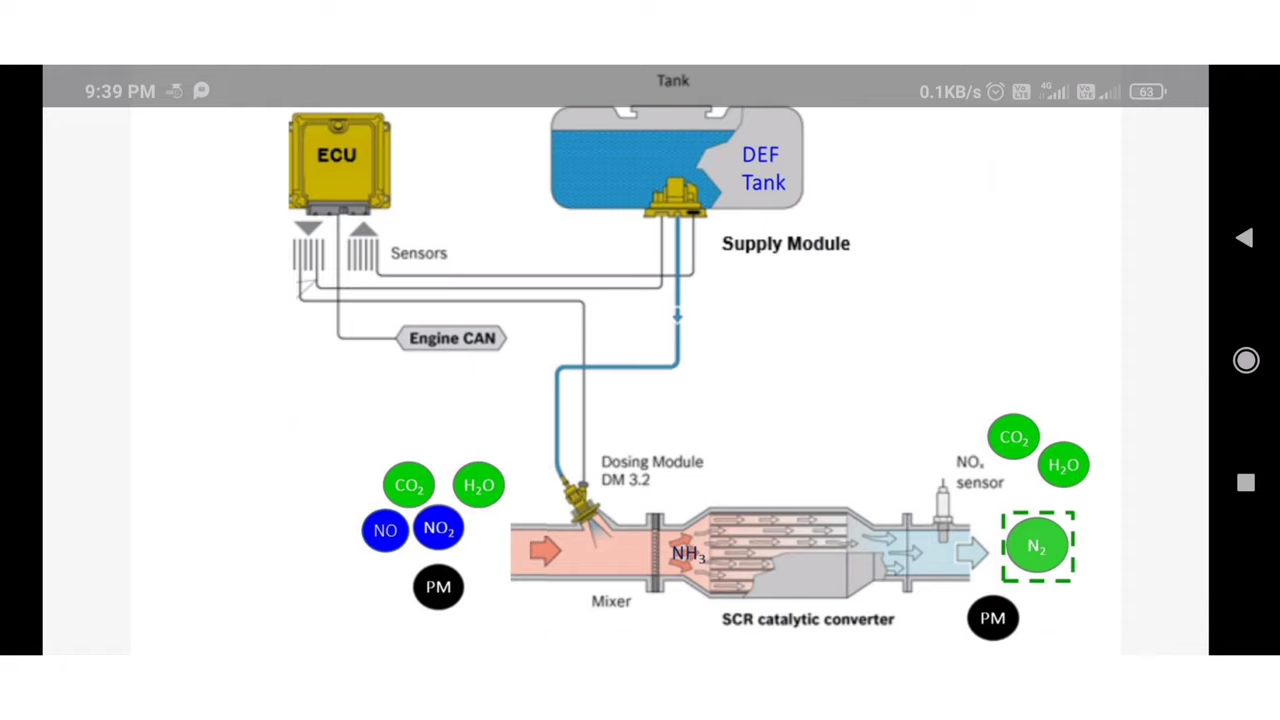 9:39 PM
0.1KB/s
4G
63
Tank
ECU
DEF
Tank
Supply Module
Sensors
Engine CAN
Dosing Module
DM 3.2
CO₂
H₂O
NO
NO₂
PM
NH₃
Mixer
SCR catalytic converter
NOₓ
sensor
CO₂
H₂O
N₂
PM